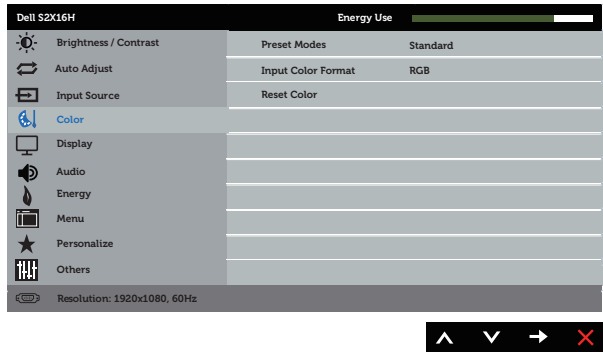 Dell S2X16H Energy Use
Brightness / Contrast Preset Modes Standard
Auto Adjust Input Color Format RGB
Input Source Reset Color
Color
Display
Audio
Energy
Menu
Personalize
Others
Resolution: 1920x1080, 60Hz